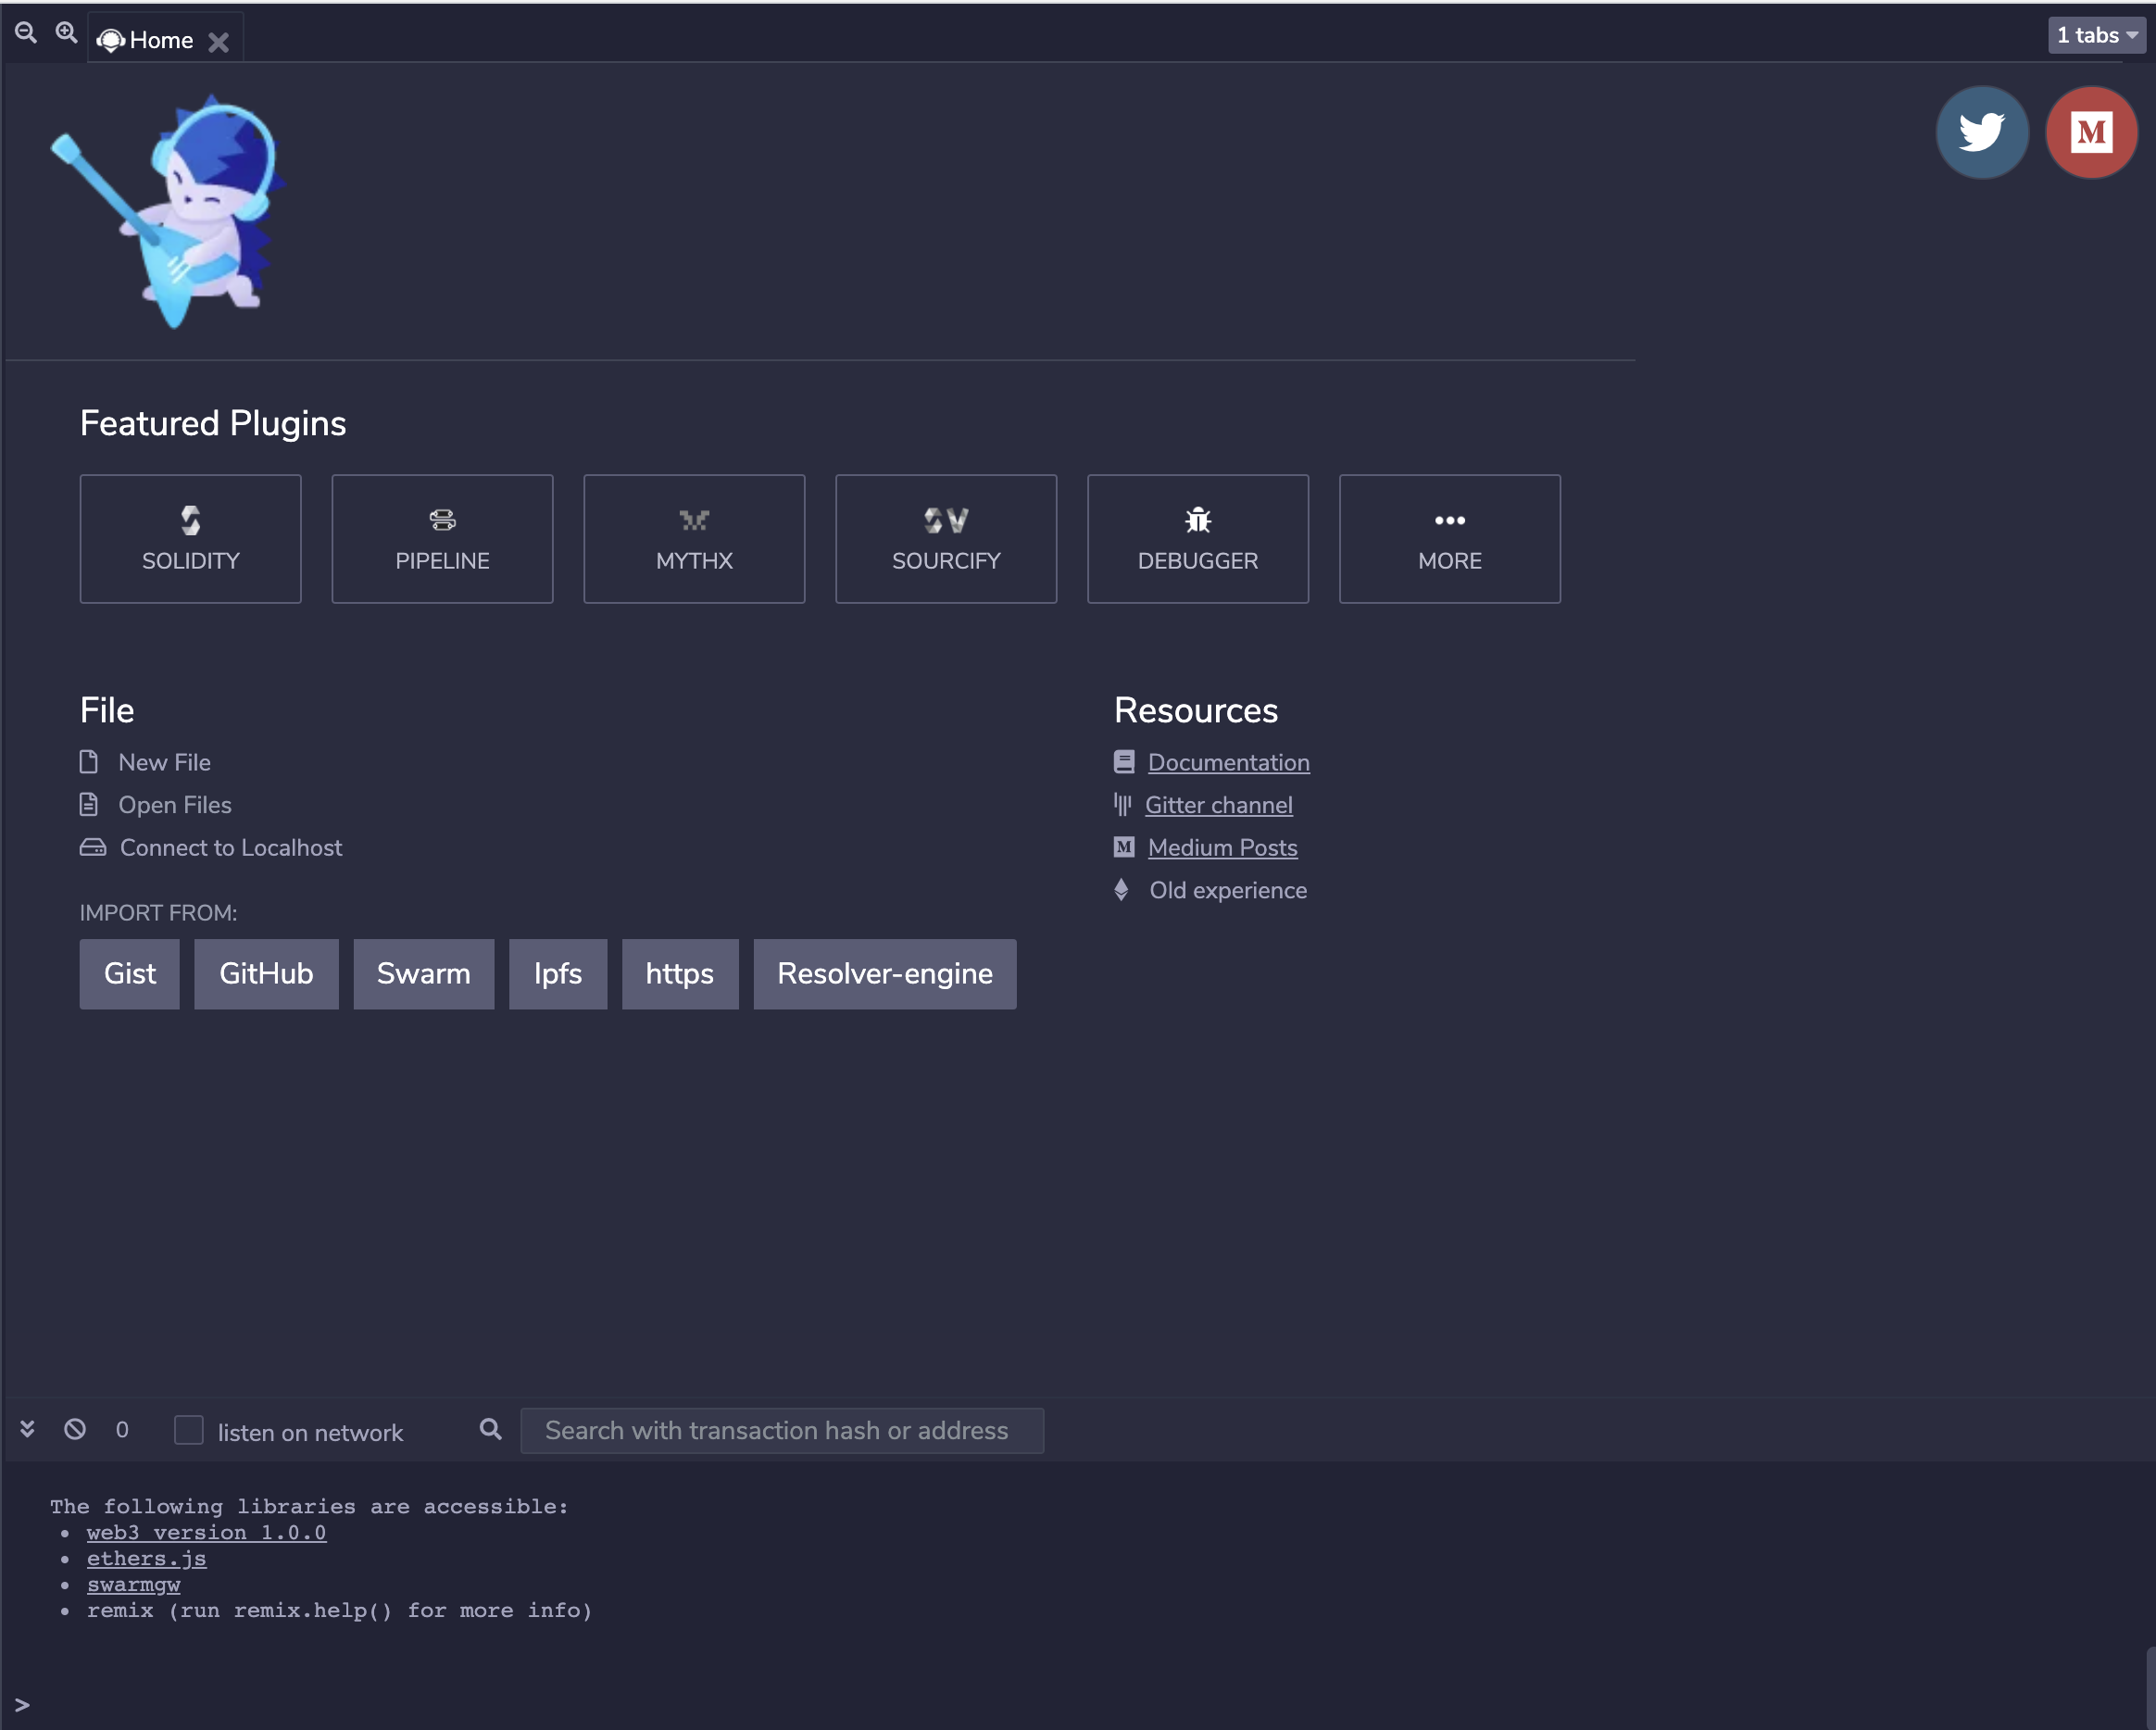 Home
1 tabs
Featured Plugins
SOLIDITY
PIPELINE
MYTHX
SOURCIFY
DEBUGGER
MORE
File
New File
Open Files
Connect to Localhost
IMPORT FROM:
Gist
GitHub
Swarm
Ipfs
https
Resolver-engine
Resources
Documentation
Gitter channel
Medium Posts
Old experience
0
listen on network
Search with transaction hash or address
The following libraries are accessible:
web3 version 1.0.0
ethers.js
swarmgw
remix (run remix.help() for more info)
>